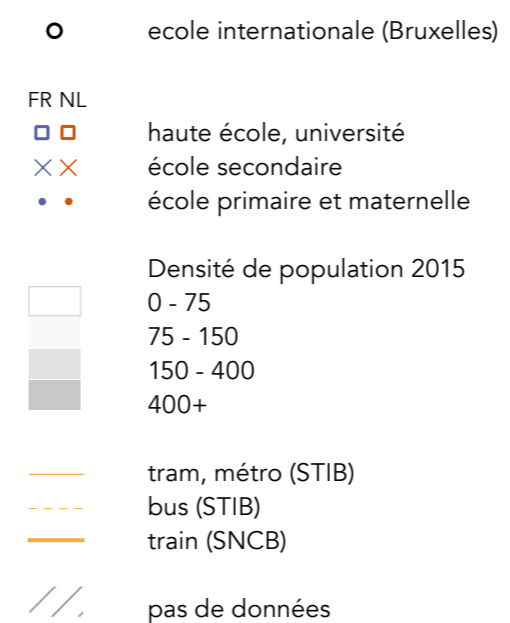 ecole internationale (Bruxelles)
FR NL
haute école, université
école secondaire
école primaire et maternelle
Densité de population 2015
0 - 75
75 - 150
150 - 400
400+
tram, métro (STIB)
bus (STIB)
train (SNCB)
pas de données